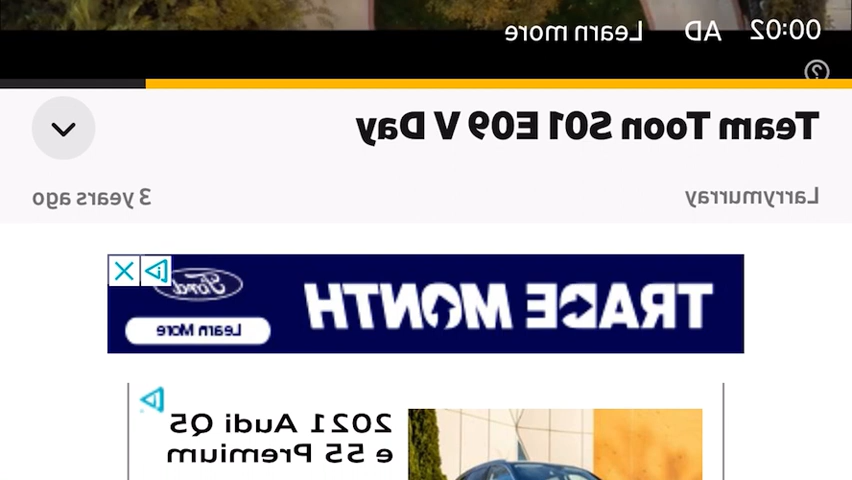 00:02 AD Learn more
?
Team Toon S01 E09 V Day
Larrymurray 3 years ago
Ford
TRADE MONTH
Learn More
2021 Audi Q5
e 55 Premium